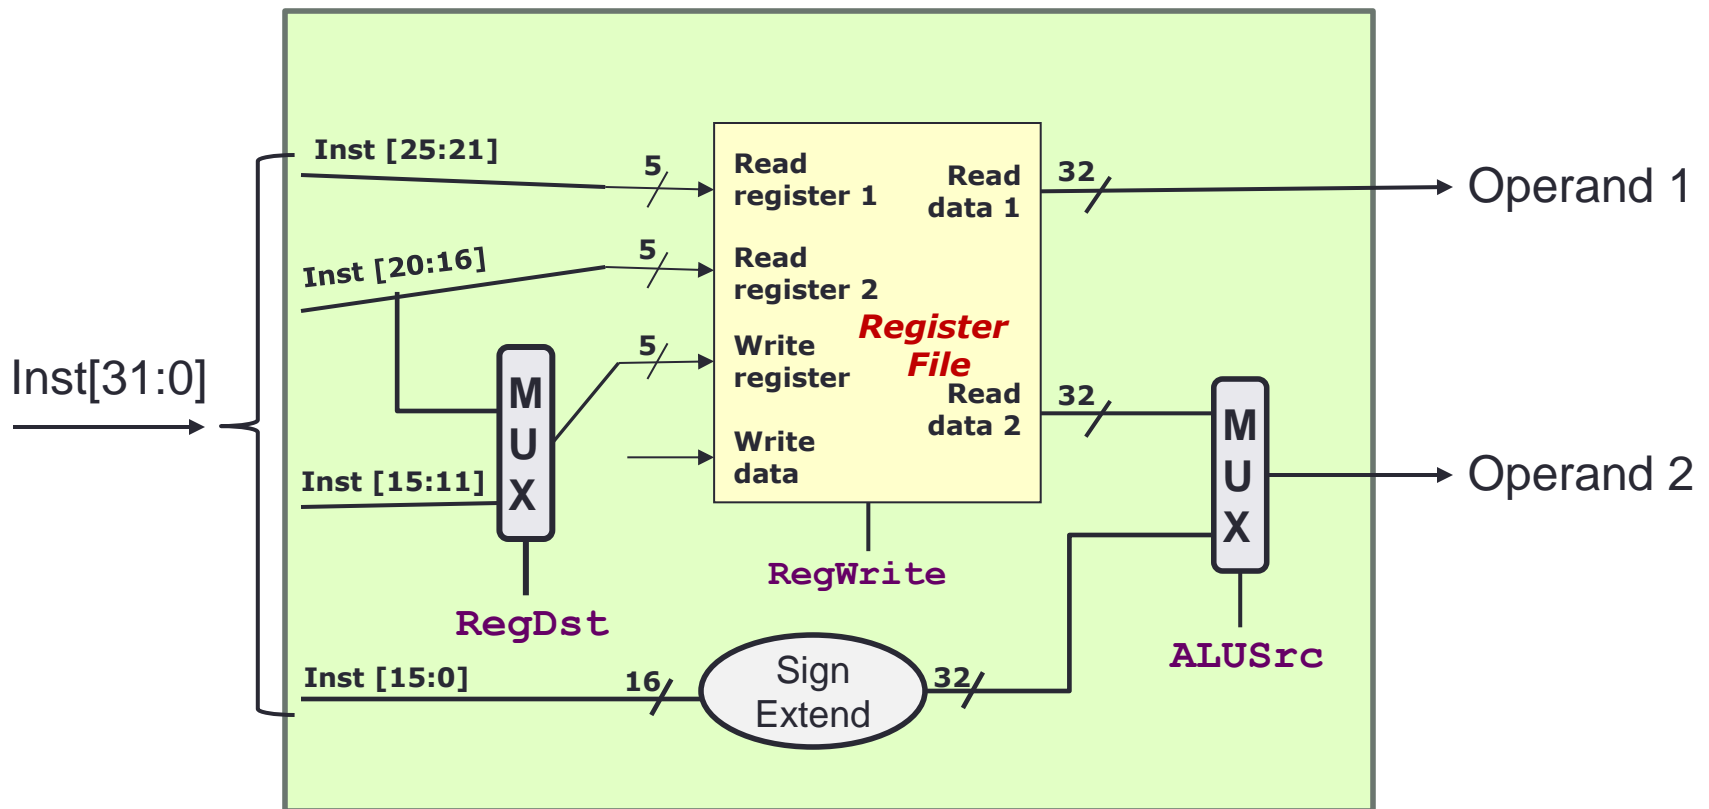 Inst[31:0]
Inst [25:21]
5
Inst [20:16]
5
5
Inst [15:11]
M
U
X
RegDst
Inst [15:0]
16
Read
register 1
Read
register 2
Write
register
Write
data
Register
File
Read
data 1
Read
data 2
RegWrite
Sign
Extend
32
32
32
M
U
X
ALUSrc
Operand 1
Operand 2